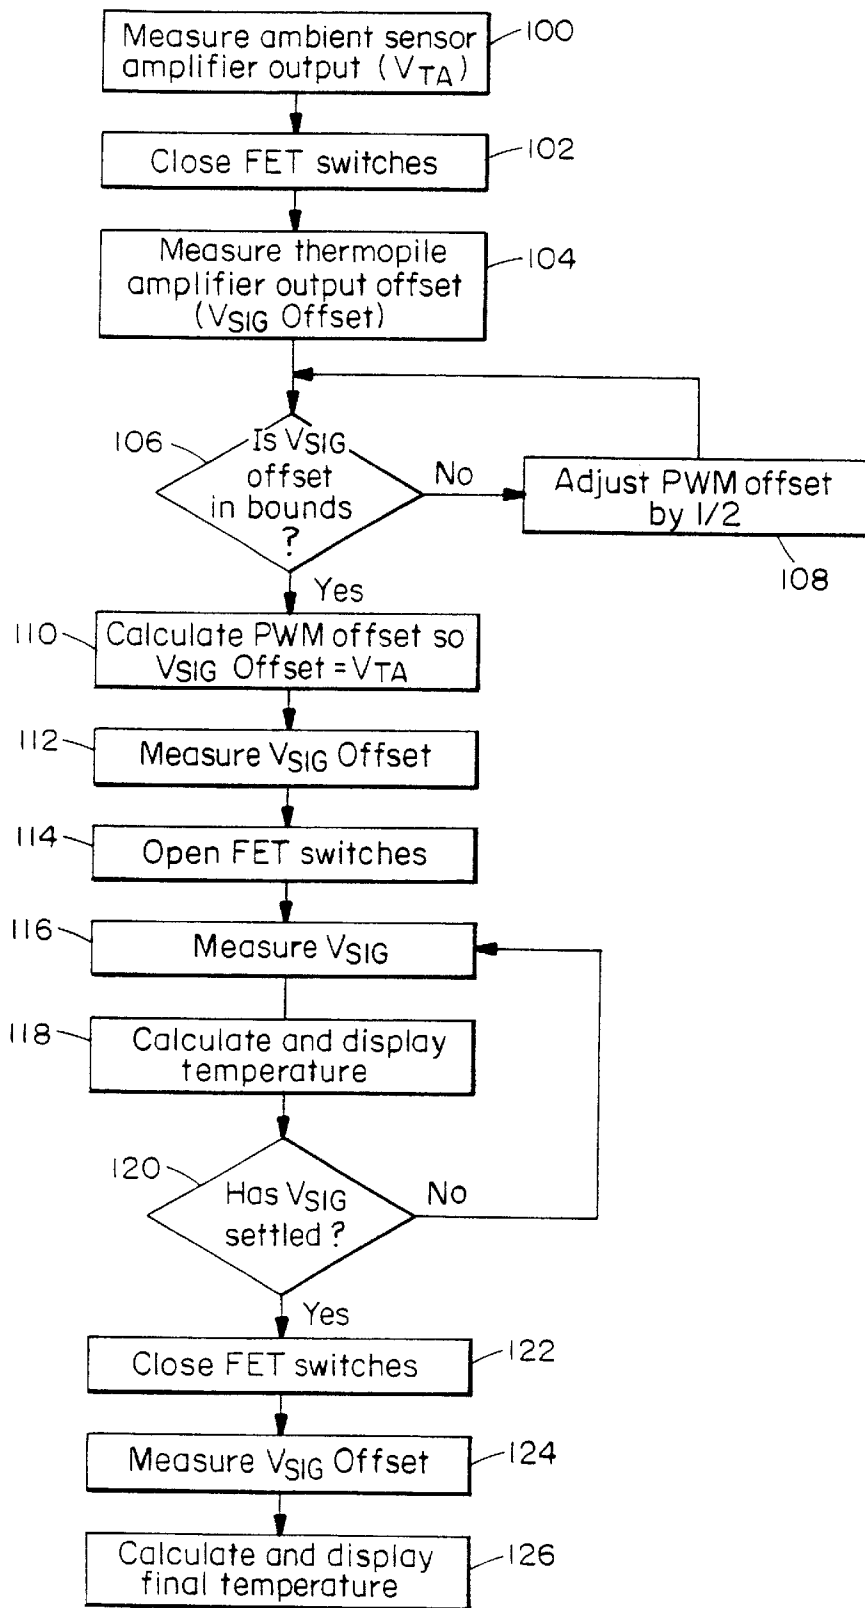 Measure ambient sensor
amplifier output (VTA)
100
Close FET switches
102
Measure thermopile
amplifier output offset
(VSIG Offset)
104
106
Is VSIG
offset
in bounds
?
No
Adjust PWM offset
by 1/2
108
Yes
110
Calculate PWM offset so
VSIG Offset = VTA
112
Measure VSIG Offset
114
Open FET switches
116
Measure VSIG
118
Calculate and display
temperature
120
Has VSIG
settled ?
No
Yes
Close FET switches
122
Measure VSIG Offset
124
Calculate and display
final temperature
126